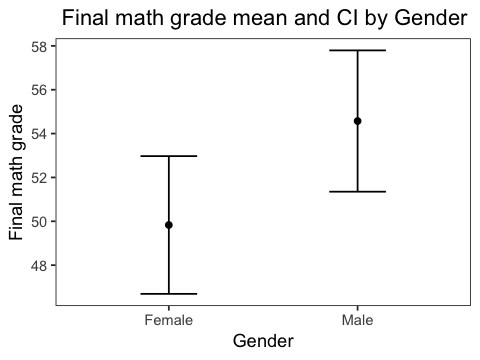 Final math grade mean and CI by Gender
58
56
54
52
50
48
Final math grade
Female Male
Gender